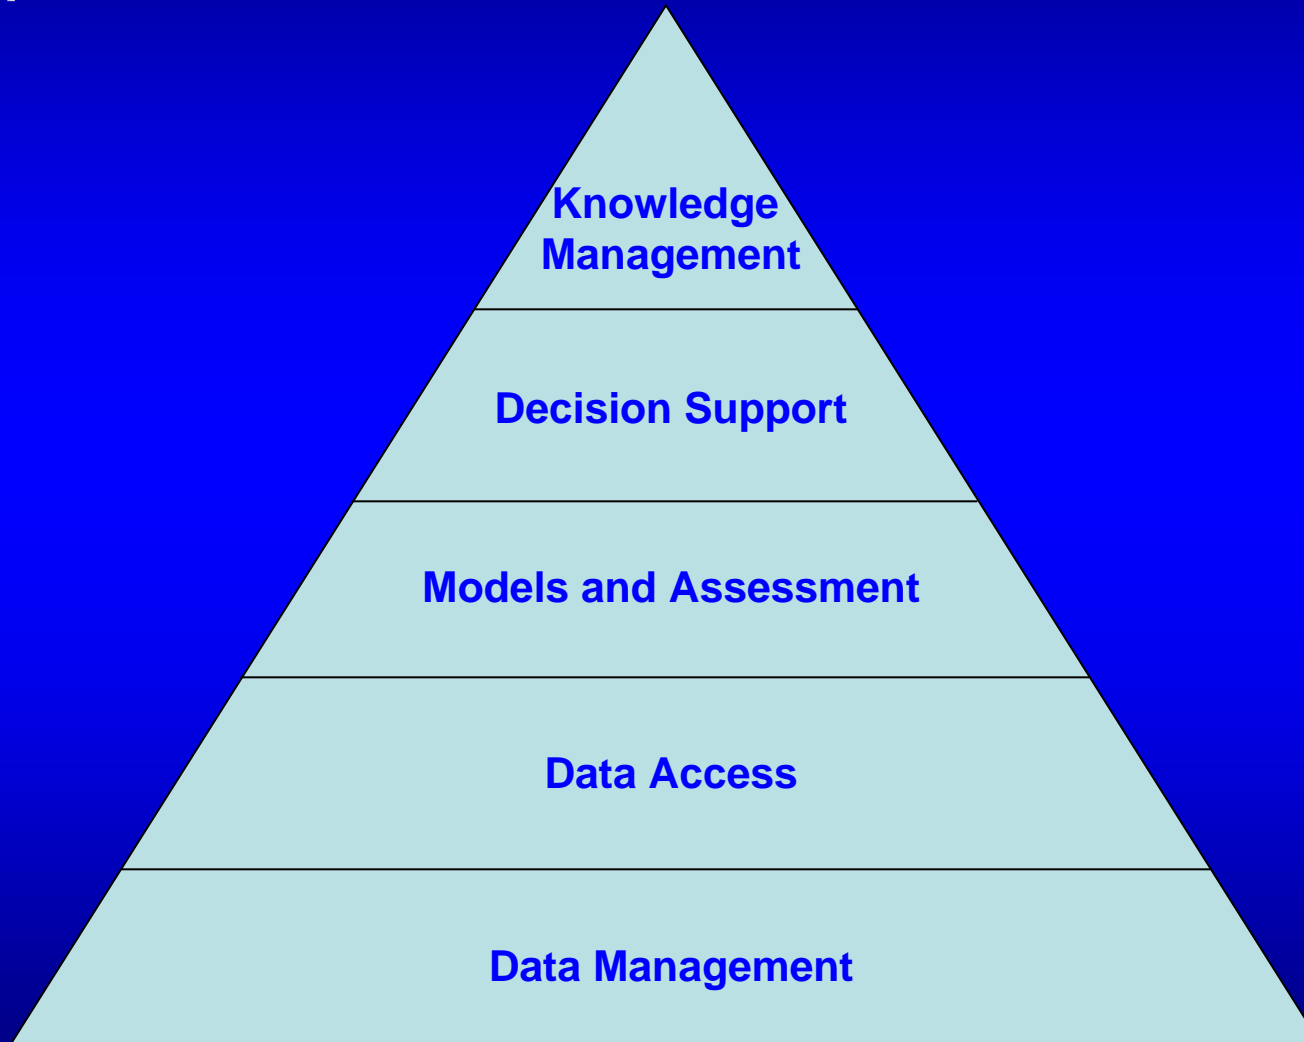 Knowledge
Management
Decision Support
Models and Assessment
Data Access
Data Management